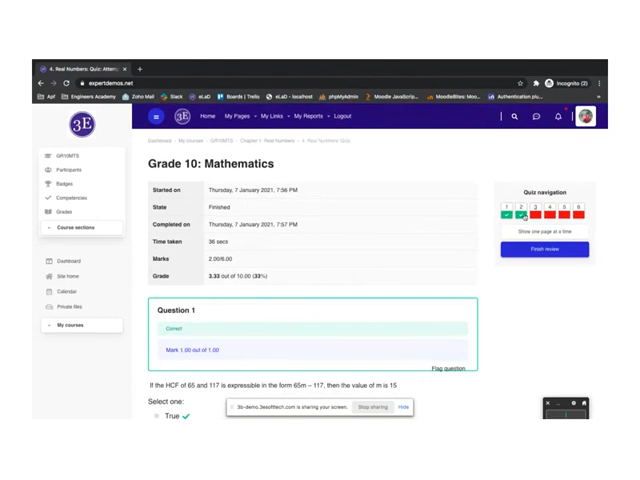 4. Real Numbers: Quiz: Attemp
expertdemos.net
Incognito (2)
Apf
Engineers Academy
Zoho Mail
Slack
eLaD
Boards | Trello
eLaD - localhost
phpMyAdmin
Moodle JavaScrip...
MoodleBites: Moo...
Authentication plu...
3E
3E
Home
My Pages
My Links
My Reports
Logout
Dashboard
My courses
GR10MTS
Chapter 1: Real Numbers
4. Real Numbers: Quiz
Grade 10: Mathematics
GR10MTS
Participants
Badges
Competencies
Grades
Course sections
Dashboard
Site home
Calendar
Private files
My courses
Started on Thursday, 7 January 2021, 7:56 PM
State Finished
Completed on Thursday, 7 January 2021, 7:57 PM
Time taken 36 secs
Marks 2.00/6.00
Grade 3.33 out of 10.00 (33%)
Quiz navigation
1 2 3 4 5 6
Show one page at a time
Finish review
Question 1
Correct
Mark 1.00 out of 1.00
Flag question
If the HCF of 65 and 117 is expressible in the form 65m – 117, then the value of m is 15
Select one:
True
3b-demo.3esofttech.com is sharing your screen.
Stop sharing
Hide